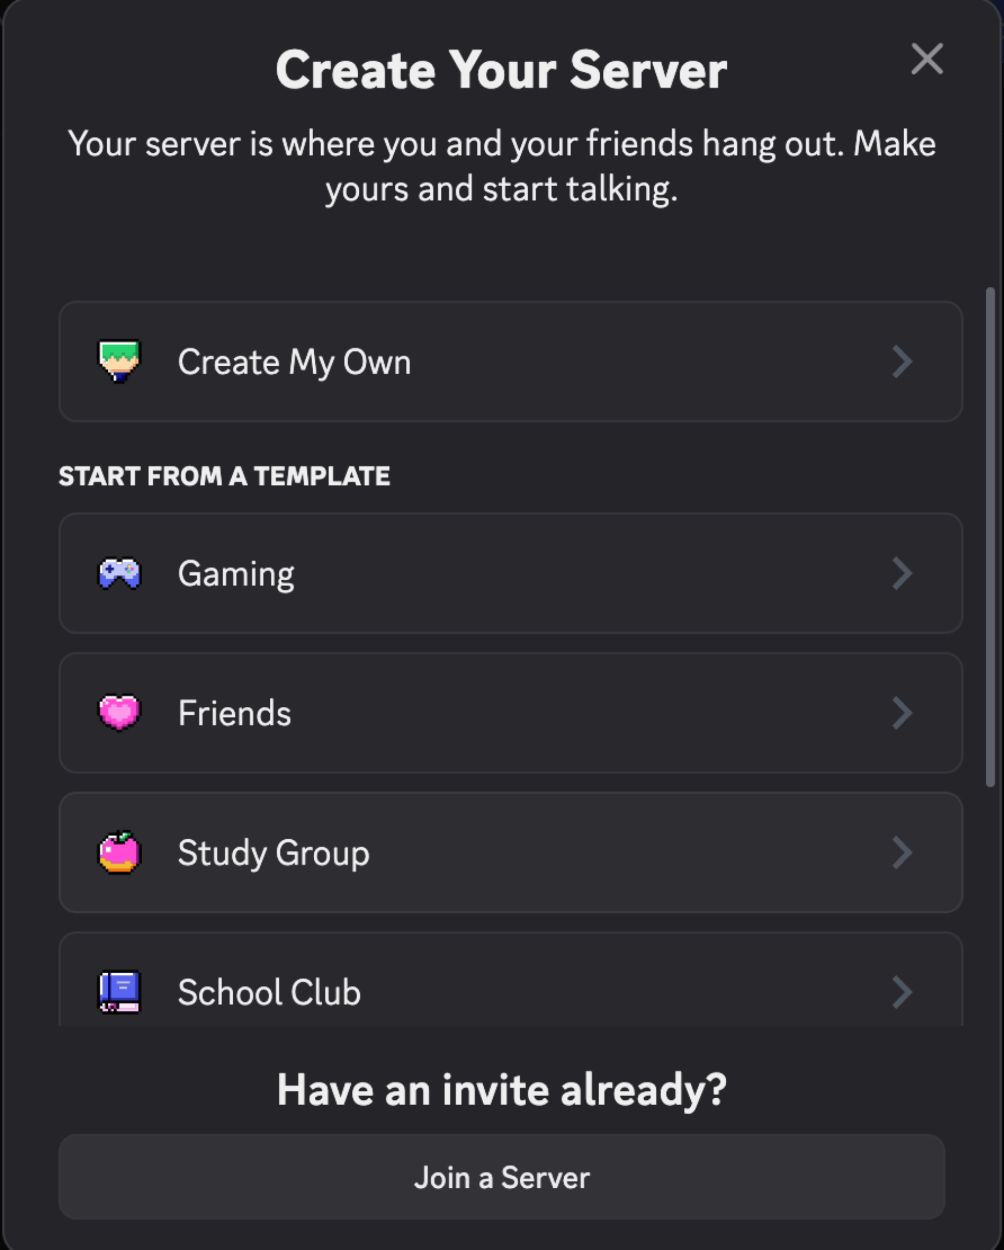 Create Your Server
Your server is where you and your friends hang out. Make
yours and start talking.
Create My Own
START FROM A TEMPLATE
Gaming
Friends
Study Group
School Club
Have an invite already?
Join a Server